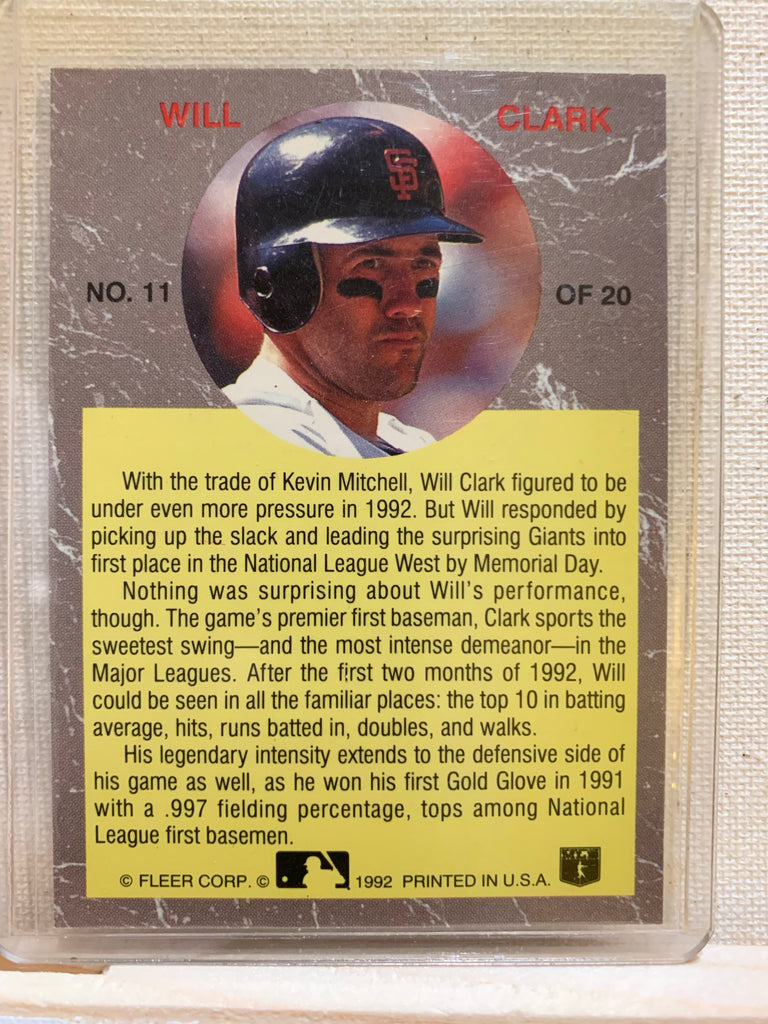 WILL CLARK
SF
NO. 11 OF 20
With the trade of Kevin Mitchell, Will Clark figured to be
under even more pressure in 1992. But Will responded by
picking up the slack and leading the surprising Giants into
first place in the National League West by Memorial Day.
Nothing was surprising about Will's performance,
though. The game's premier first baseman, Clark sports the
sweetest swing—and the most intense demeanor—in the
Major Leagues. After the first two months of 1992, Will
could be seen in all the familiar places: the top 10 in batting
average, hits, runs batted in, doubles, and walks.
His legendary intensity extends to the defensive side of
his game as well, as he won his first Gold Glove in 1991
with a .997 fielding percentage, tops among National
League first basemen.
© FLEER CORP. © 1992 PRINTED IN U.S.A.